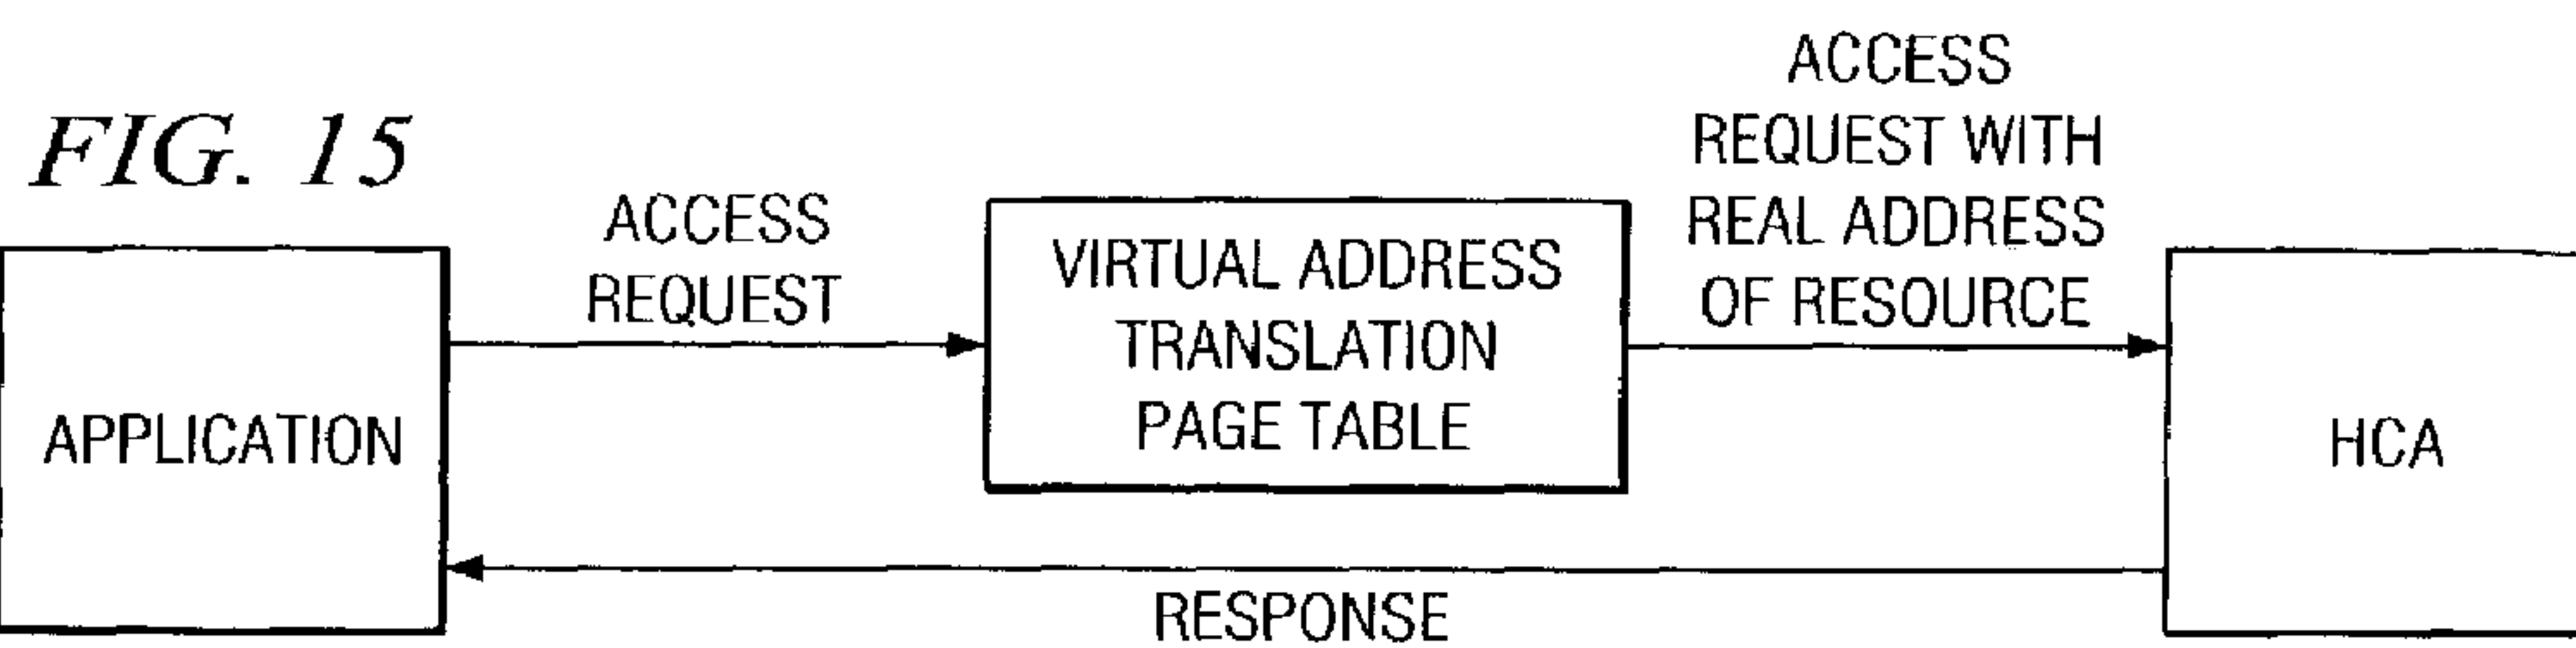 FIG. 15
APPLICATION
ACCESS
REQUEST
VIRTUAL ADDRESS
TRANSLATION
PAGE TABLE
ACCESS
REQUEST WITH
REAL ADDRESS
OF RESOURCE
HCA
RESPONSE